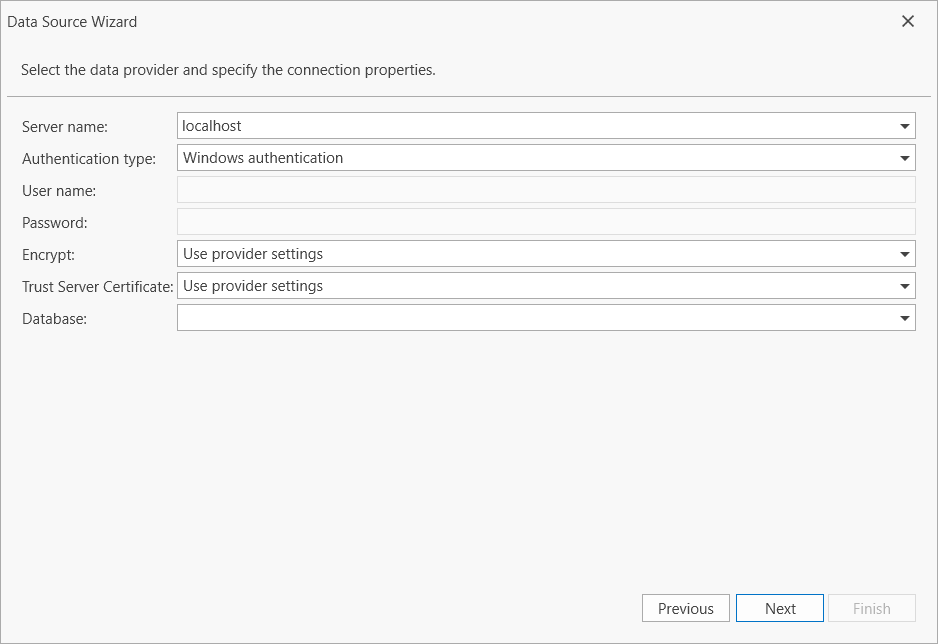 Data Source Wizard
Select the data provider and specify the connection properties.
Server name: localhost
Authentication type: Windows authentication
User name:
Password:
Encrypt: Use provider settings
Trust Server Certificate: Use provider settings
Database:
Previous Next Finish